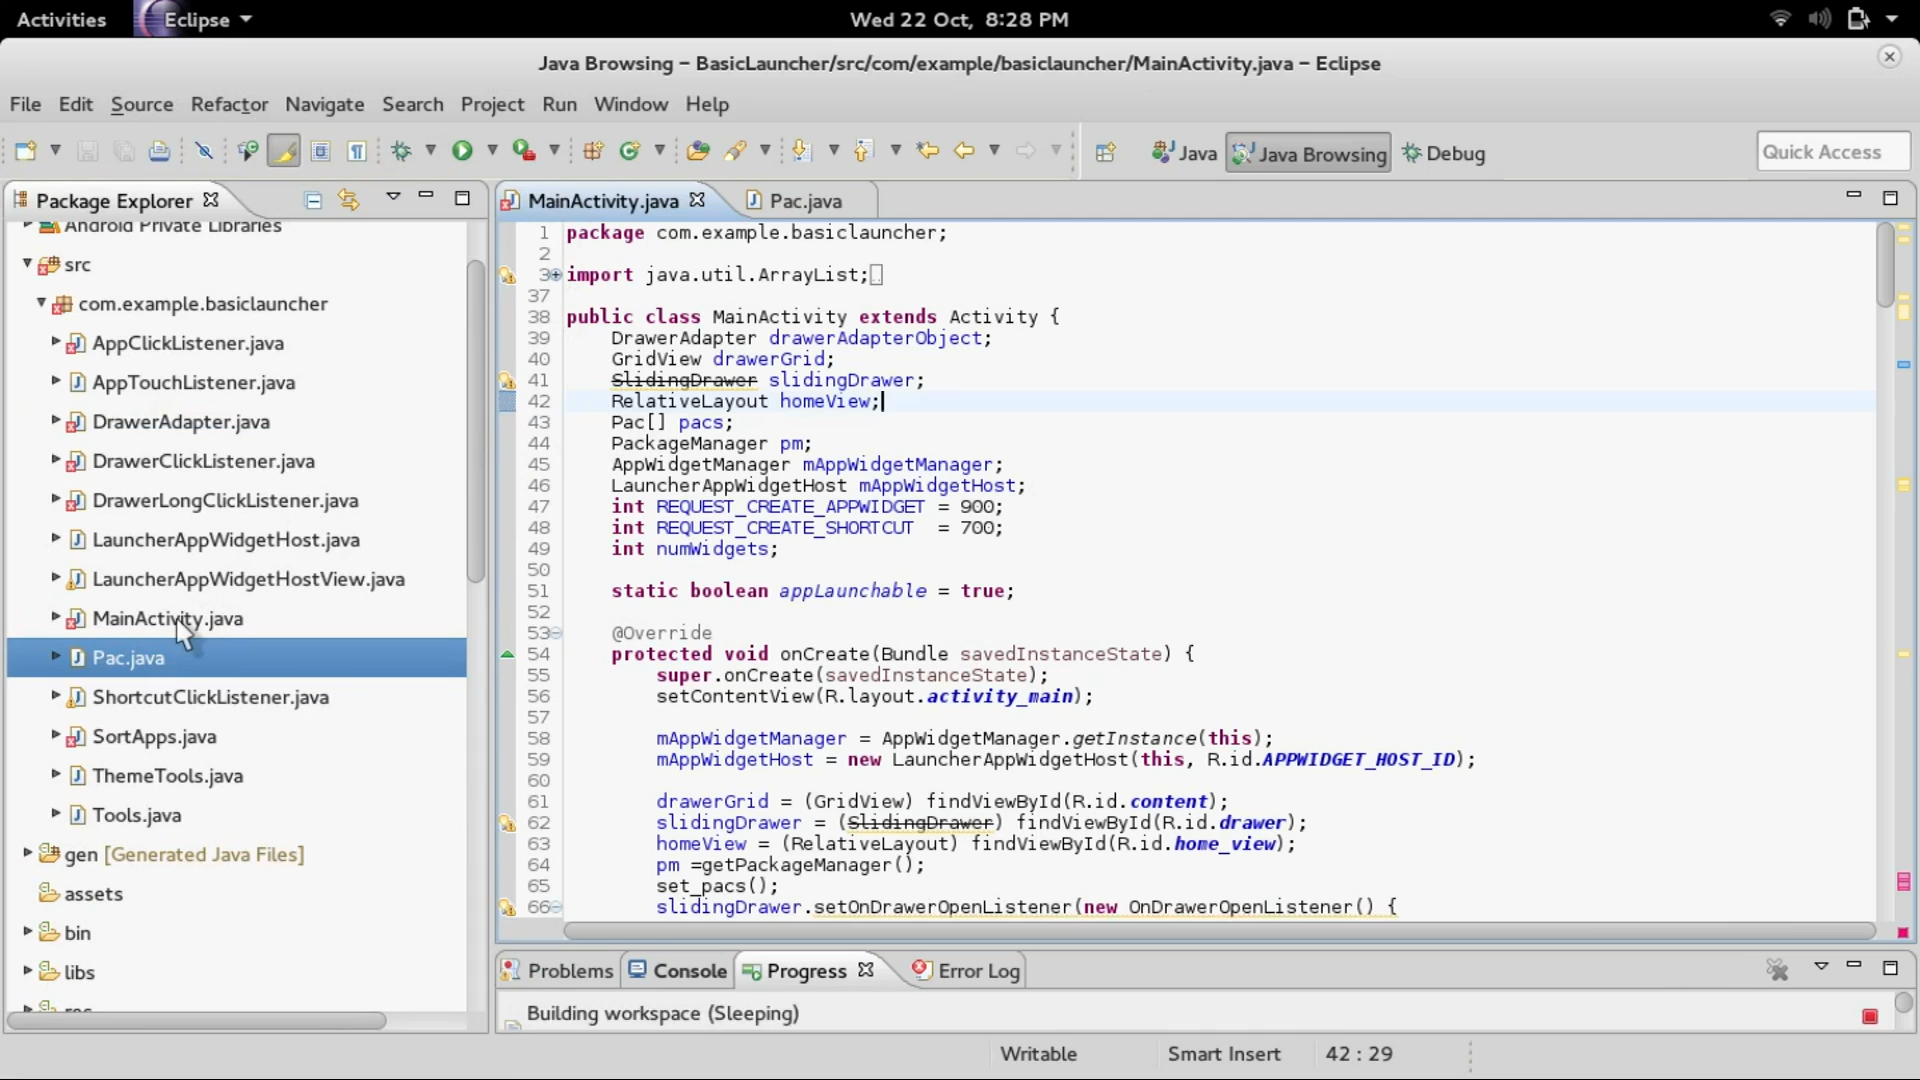 Activities Eclipse Wed 22 Oct, 8:28 PM
Java Browsing – BasicLauncher/src/com/example/basiclauncher/MainActivity.java – Eclipse
File Edit Source Refactor Navigate Search Project Run Window Help
Java Java Browsing Debug Quick Access
Package Explorer
Android Private Libraries
src
com.example.basiclauncher
AppClickListener.java
AppTouchListener.java
DrawerAdapter.java
DrawerClickListener.java
DrawerLongClickListener.java
LauncherAppWidgetHost.java
LauncherAppWidgetHostView.java
MainActivity.java
Pac.java
ShortcutClickListener.java
SortApps.java
ThemeTools.java
Tools.java
gen [Generated Java Files]
assets
bin
libs
MainActivity.java Pac.java
1 package com.example.basiclauncher;
2
3 import java.util.ArrayList;
37
38 public class MainActivity extends Activity {
39 DrawerAdapter drawerAdapterObject;
40 GridView drawerGrid;
41 SlidingDrawer slidingDrawer;
42 RelativeLayout homeView;
43 Pac[] pacs;
44 PackageManager pm;
45 AppWidgetManager mAppWidgetManager;
46 LauncherAppWidgetHost mAppWidgetHost;
47 int REQUEST_CREATE_APPWIDGET = 900;
48 int REQUEST_CREATE_SHORTCUT = 700;
49 int numWidgets;
50
51 static boolean appLaunchable = true;
52
53 @Override
54 protected void onCreate(Bundle savedInstanceState) {
55 super.onCreate(savedInstanceState);
56 setContentView(R.layout.activity_main);
57
58 mAppWidgetManager = AppWidgetManager.getInstance(this);
59 mAppWidgetHost = new LauncherAppWidgetHost(this, R.id.APPWIDGET_HOST_ID);
60
61 drawerGrid = (GridView) findViewById(R.id.content);
62 slidingDrawer = (SlidingDrawer) findViewById(R.id.drawer);
63 homeView = (RelativeLayout) findViewById(R.id.home_view);
64 pm =getPackageManager();
65 set_pacs();
66 slidingDrawer.setOnDrawerOpenListener(new OnDrawerOpenListener() {
Problems Console Progress Error Log
Building workspace (Sleeping)
Writable Smart Insert 42 : 29